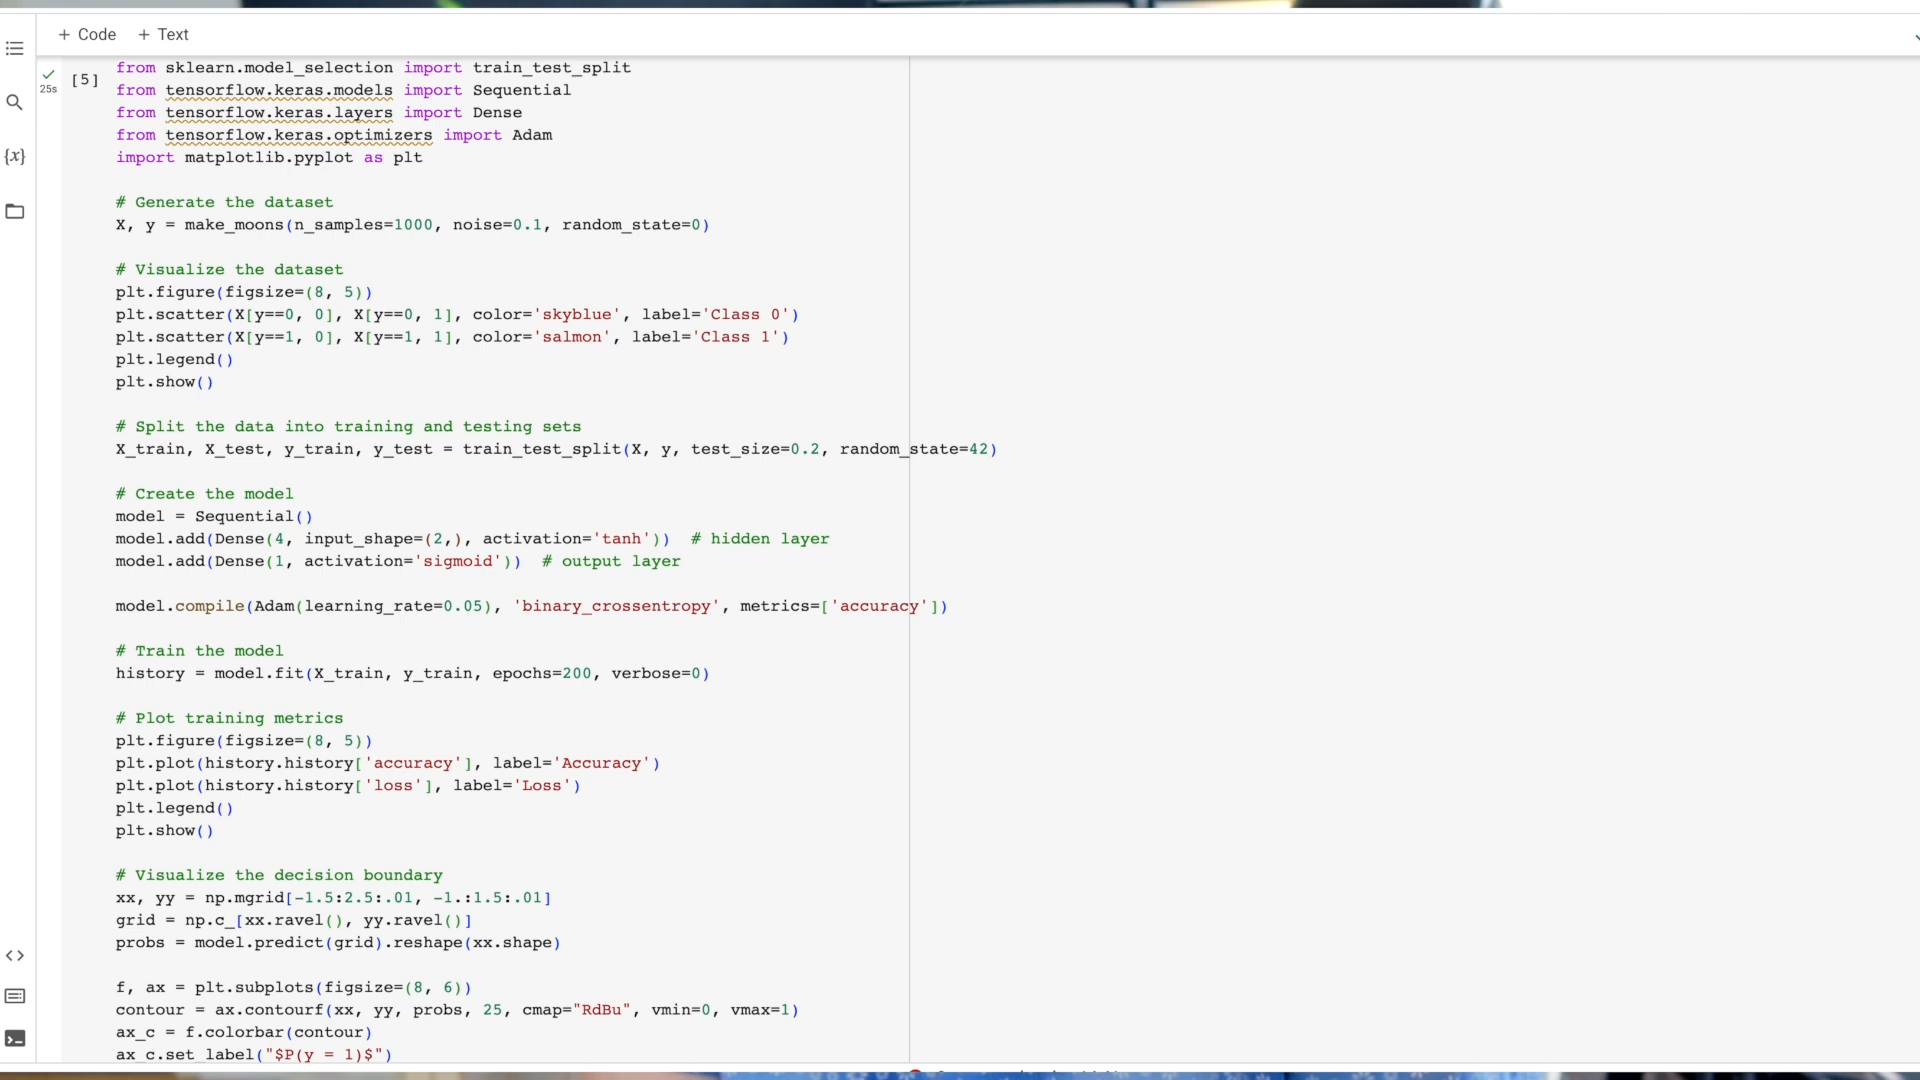 + Code + Text
25s
[5]
from sklearn.model_selection import train_test_split
from tensorflow.keras.models import Sequential
from tensorflow.keras.layers import Dense
from tensorflow.keras.optimizers import Adam
import matplotlib.pyplot as plt
# Generate the dataset
X, y = make_moons(n_samples=1000, noise=0.1, random_state=0)
# Visualize the dataset
plt.figure(figsize=(8, 5))
plt.scatter(X[y==0, 0], X[y==0, 1], color='skyblue', label='Class 0')
plt.scatter(X[y==1, 0], X[y==1, 1], color='salmon', label='Class 1')
plt.legend()
plt.show()
# Split the data into training and testing sets
X_train, X_test, y_train, y_test = train_test_split(X, y, test_size=0.2, random_state=42)
# Create the model
model = Sequential()
model.add(Dense(4, input_shape=(2,), activation='tanh'))  # hidden layer
model.add(Dense(1, activation='sigmoid'))  # output layer
model.compile(Adam(learning_rate=0.05), 'binary_crossentropy', metrics=['accuracy'])
# Train the model
history = model.fit(X_train, y_train, epochs=200, verbose=0)
# Plot training metrics
plt.figure(figsize=(8, 5))
plt.plot(history.history['accuracy'], label='Accuracy')
plt.plot(history.history['loss'], label='Loss')
plt.legend()
plt.show()
# Visualize the decision boundary
xx, yy = np.mgrid[-1.5:2.5:.01, -1.:1.5:.01]
grid = np.c_[xx.ravel(), yy.ravel()]
probs = model.predict(grid).reshape(xx.shape)
f, ax = plt.subplots(figsize=(8, 6))
contour = ax.contourf(xx, yy, probs, 25, cmap="RdBu", vmin=0, vmax=1)
ax_c = f.colorbar(contour)
ax_c.set_label("$P(y = 1)$")
{x}